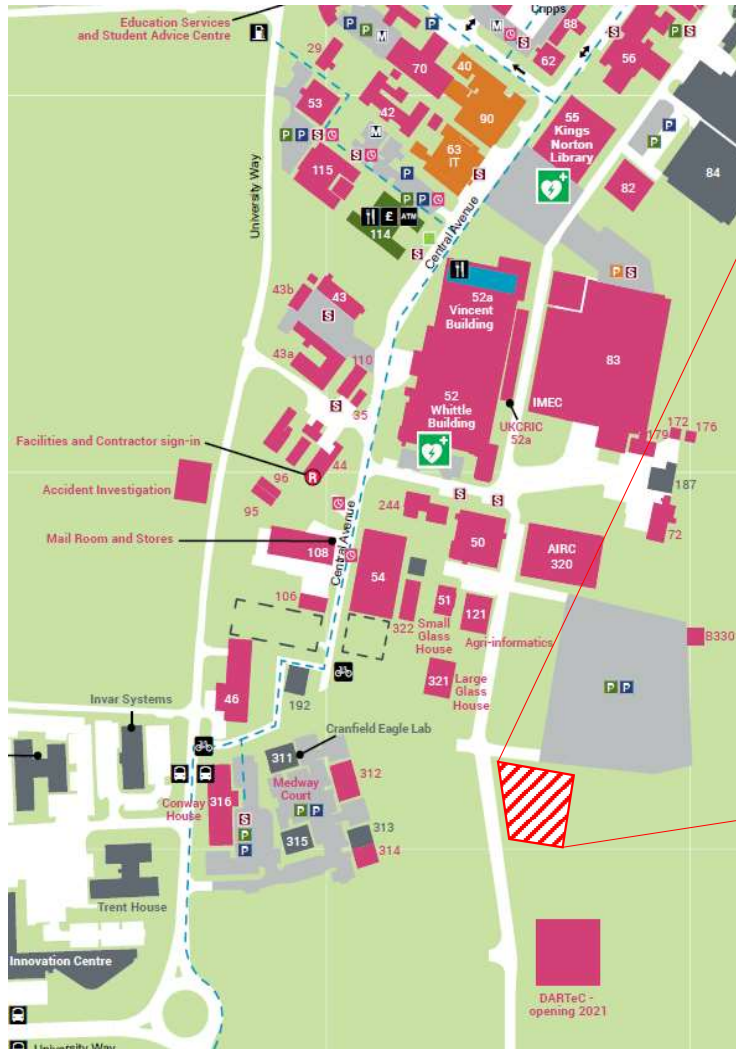 Education Services
and Student Advice Centre
Cripps
P
P
P
M
M
S
88
P
S
29
70
40
62
S
56
53
42
90
55
Kings
Norton
Library
P
P
S
M
S
63
IT
P
P
84
115
P
S
82
P
P
£
ATM
114
S
University Way
Central Avenue
P
S
52a
Vincent
Building
43b
43
S
83
43a
110
52
Whittle
Building
IMEC
35
S
UKCRIC
52a
172
176
179
Facilities and Contractor sign-in
R
44
187
Accident Investigation
96
95
244
S
S
72
Mail Room and Stores
108
Central Avenue
54
50
AIRC
320
106
51
121
322
Small
Glass
House
Agri-informatics
B330
46
321
Large
Glass
House
P
P
192
Invar Systems
Cranfield Eagle Lab
311
Medway
Court
312
Conway
House
316
P
P
S
P
P
313
315
314
Trent House
Innovation Centre
DARTeC -
opening 2021
University Way